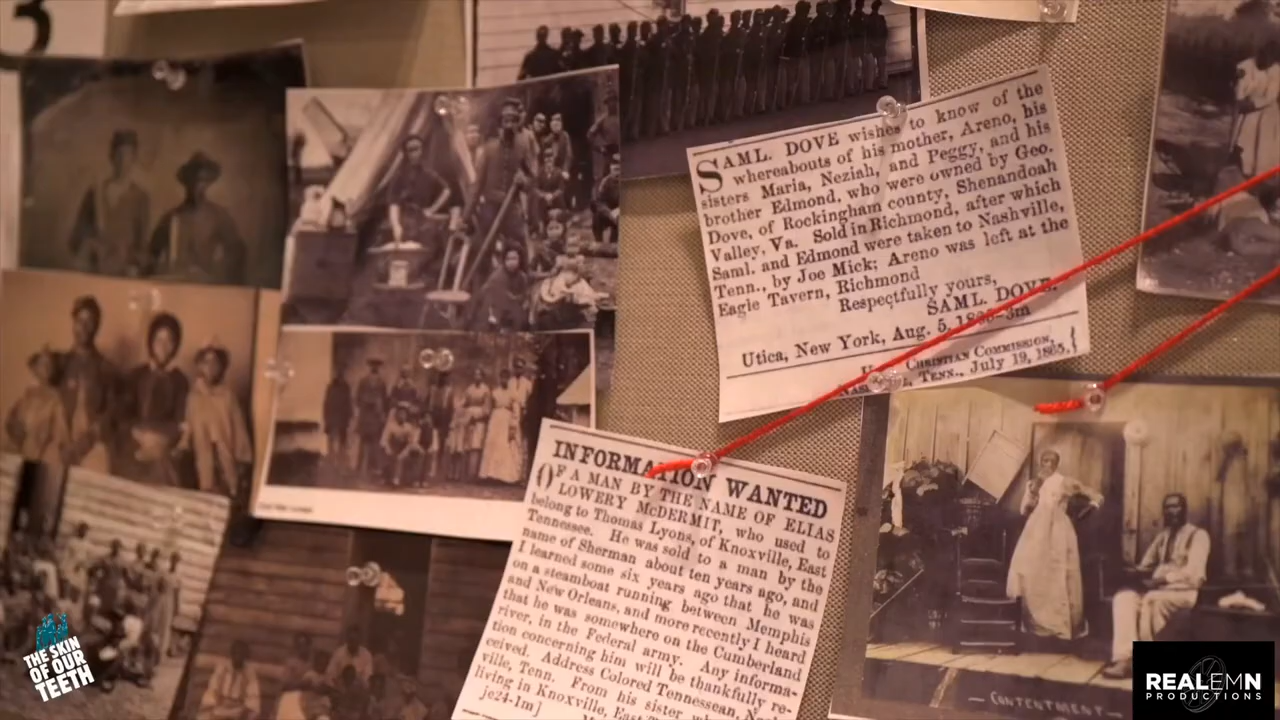 3
SAML. DOVE wishes to know of the
whereabouts of his mother, Areno, his
sisters Maria, Neziah, and Peggy, and his
brother Edmond, who were owned by Geo.
Dove, of Rockingham county, Shenandoah
Valley, Va. Sold in Richmond, after which
Saml. and Edmond were taken to Nashville,
Tenn., by Joe Mick; Areno was left at the
Eagle Tavern, Richmond
Respectfully yours,
SAML. DOVE.
Utica, New York, Aug. 5, 1865-3m
CHRISTIAN COMMISSION,
TENN., July 19, 1865.
INFORMATION WANTED
OF A MAN BY THE NAME OF ELIAS
LOWERY McDERMIT, who used to
belong to Thomas Lyons, of Knoxville, East
Tennessee. He was sold to a man by the
name of Sherman about ten years ago, and
I learned some six years ago that he was
on a steamboat running between Memphis
and New Orleans, and more recently I heard
that he was somewhere on the Cumberland
river, in the Federal army. Any informa-
tion concerning him will be thankfully re-
ceived. Address Colored Tennessean,
ville, Tenn. From his sister
living in Knoxville, East
je24-1m]
— CONTENTMENT —
THE SKIN
OF OUR
TEETH
REALEMN
PRODUCTIONS